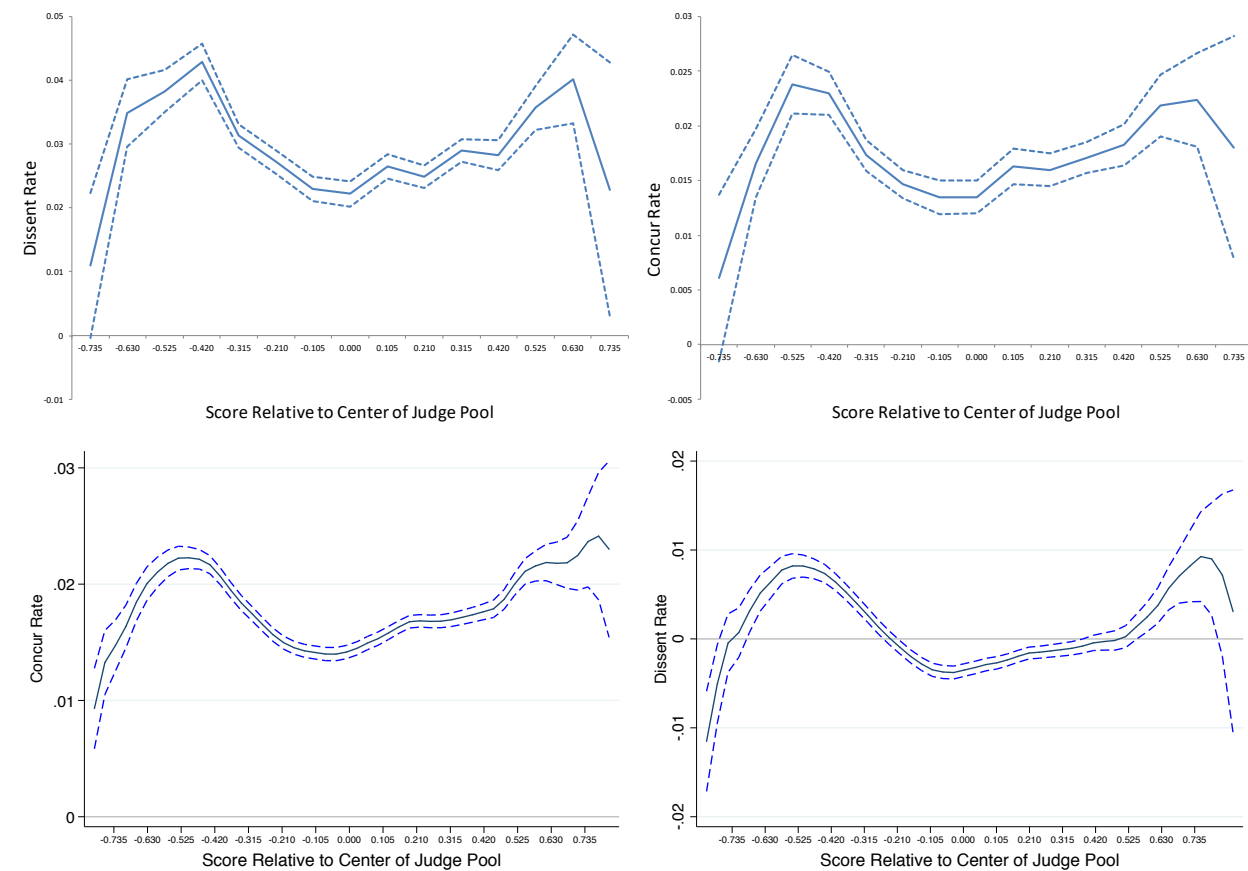 0.05
0.04
0.03
0.02
0.01
0
-0.01
Dissent Rate
-0.735 -0.630 -0.525 -0.420 -0.315 -0.210 -0.105 0.000 0.105 0.210 0.315 0.420 0.525 0.630 0.735
Score Relative to Center of Judge Pool
0.03
0.025
0.02
0.015
0.01
0.005
0
-0.005
Concur Rate
-0.735 -0.630 -0.525 -0.420 -0.315 -0.210 -0.105 0.000 0.105 0.210 0.315 0.420 0.525 0.630 0.735
Score Relative to Center of Judge Pool
.03
.02
.01
0
Concur Rate
-0.735 -0.630 -0.525 -0.420 -0.315 -0.210 -0.105 0.000 0.105 0.210 0.315 0.420 0.525 0.630 0.735
Score Relative to Center of Judge Pool
.02
.01
0
-.01
-.02
Dissent Rate
-0.735 -0.630 -0.525 -0.420 -0.315 -0.210 -0.105 0.000 0.105 0.210 0.315 0.420 0.525 0.630 0.735
Score Relative to Center of Judge Pool